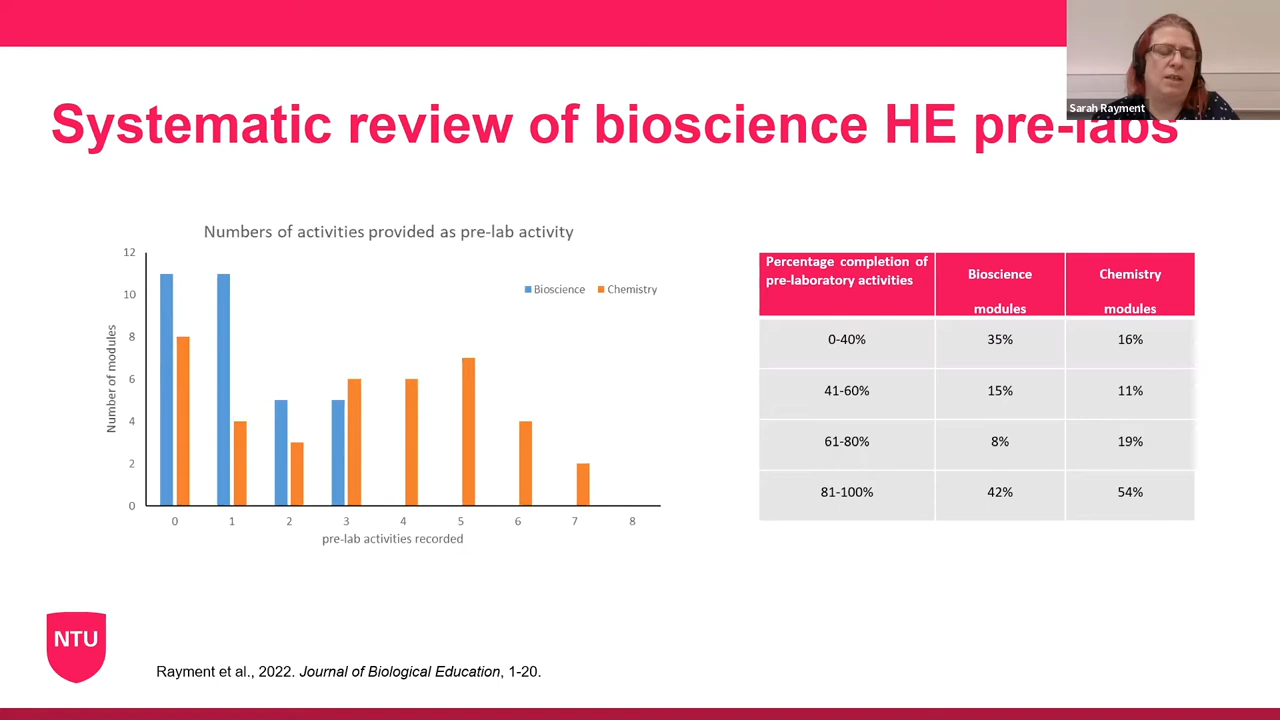 Sarah Rayment
Systematic review of bioscience HE pre-labs
Numbers of activities provided as pre-lab activity
12
10
8
6
4
2
0
Number of modules
Bioscience Chemistry
0 1 2 3 4 5 6 7 8
pre-lab activities recorded
Percentage completion of
pre-laboratory activities
Bioscience
modules
Chemistry
modules
0-40% 35% 16%
41-60% 15% 11%
61-80% 8% 19%
81-100% 42% 54%
NTU
Rayment et al., 2022. Journal of Biological Education, 1-20.